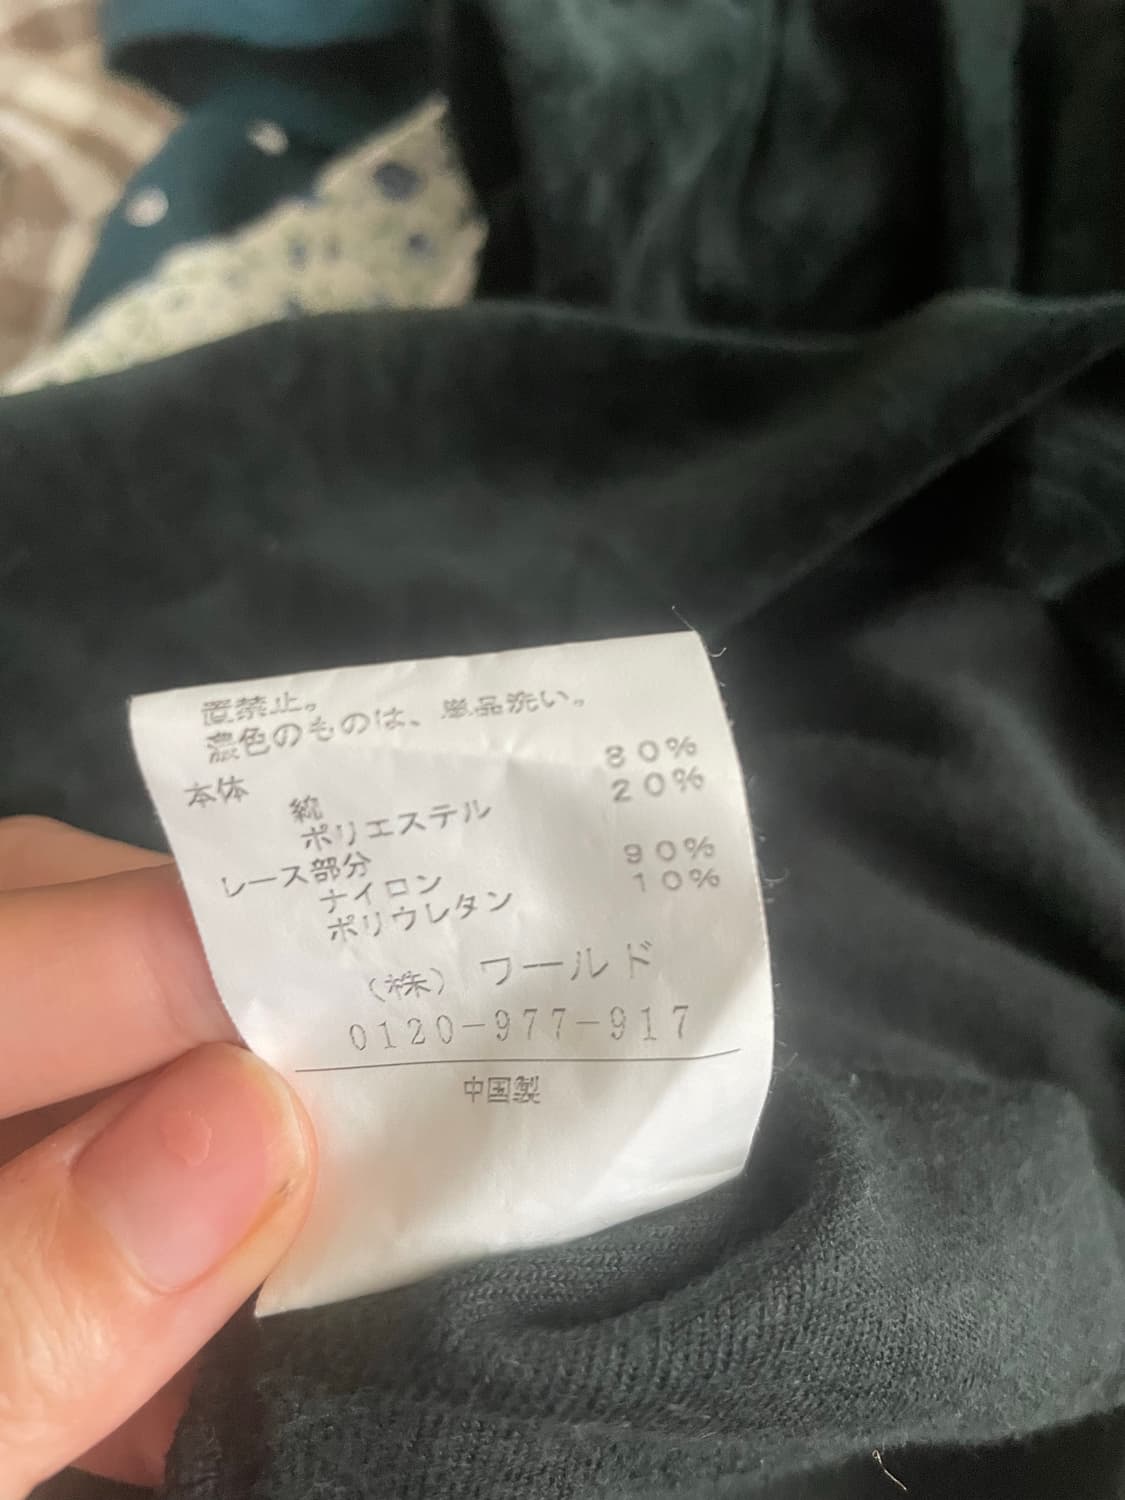 置禁止。
濃色のものは、単品洗い。
本体
綿 80%
ポリエステル 20%
レース部分
ナイロン 90%
ポリウレタン 10%
(株) ワールド
0120-977-917
中国製